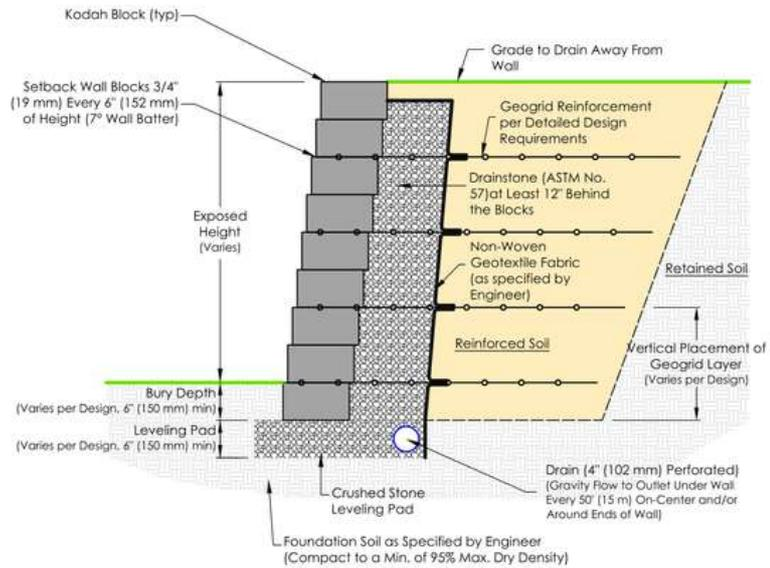 Kodah Block (typ)
Grade to Drain Away From
Wall
Setback Wall Blocks 3/4"
(19 mm) Every 6" (152 mm)
of Height (7° Wall Batter)
Geogrid Reinforcement
per Detailed Design
Requirements
Drainstone (ASTM No.
57)at Least 12" Behind
the Blocks
Exposed
Height
(Varies)
Non-Woven
Geotextile Fabric
(as specified by
Engineer)
Retained Soil
Reinforced Soil
Vertical Placement of
Geogrid Layer
(Varies per Design)
Bury Depth
(Varies per Design, 6" (150 mm) min)
Leveling Pad
(Varies per Design, 6" (150 mm) min)
Drain (4" (102 mm) Perforated)
(Gravity Flow to Outlet Under Wall
Every 50' (15 m) On-Center and/or
Around Ends of Wall)
Crushed Stone
Leveling Pad
Foundation Soil as Specified by Engineer
(Compact to a Min. of 95% Max. Dry Density)